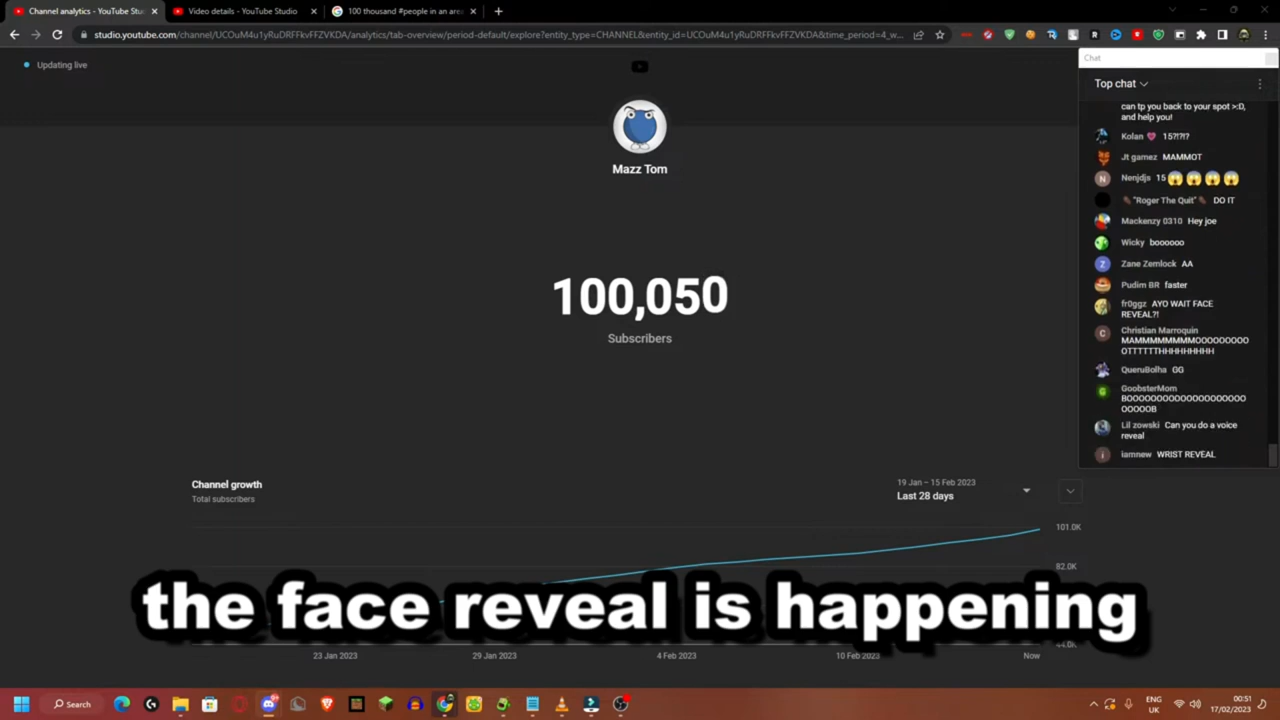 Channel analytics - YouTube Stu
Video details - YouTube Studio
100 thousand #people in an are
studio.youtube.com/channel/UCOuM4u1yRuDRFFkvFFZVKDA/analytics/tab-overview/period-default/explore?entity_type=CHANNEL&entity_id=UCOuM4u1yRuDRFFkvFFZVKDA&time_period=4_w...
Updating live
Mazz Tom
100,050
Subscribers
Chat
Top chat
can tp you back to your spot >:D,
and help you!
Kolan 💗 15?!?!?
Jt gamez MAMMOT
Nenjdjs 15 😱 😱 😱 😱
"Roger The Quit" DO IT
Mackenzy 0310 Hey joe
Wicky boooooo
Zane Zemlock AA
Pudim BR faster
fr0ggz AYO WAIT FACE
REVEAL?!
Christian Marroquin
MAMMMMMMMMOOOOOOOOO
OTTTTTHHHHHHHHH
QueruBolha GG
GoobsterMom
BOOOOOOOOOOOOOOOOOOO
OOOOOOB
Lil zowski Can you do a voice
reveal
iamnew WRIST REVEAL
Channel growth
Total subscribers
19 Jan – 15 Feb 2023
Last 28 days
101.0K
82.0K
the face reveal is happening
44.0K
23 Jan 2023
29 Jan 2023
4 Feb 2023
10 Feb 2023
Now
Search
ENG
UK
00:51
17/02/2023